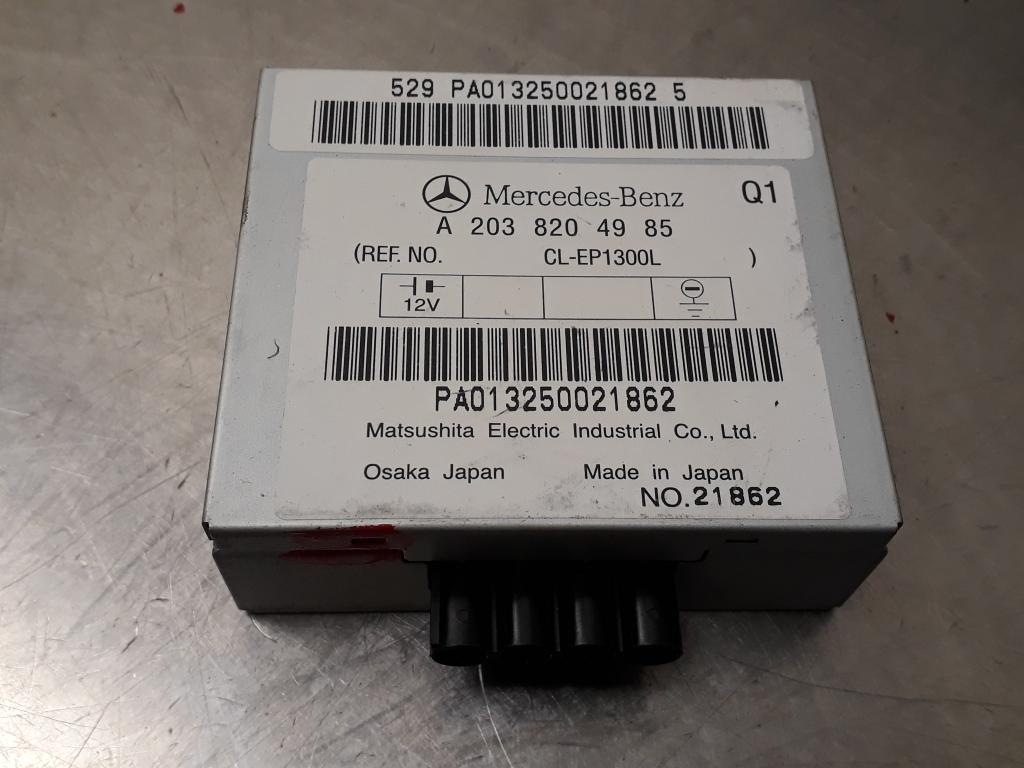 529 PA013250021862 5
Mercedes-Benz Q1
A 203 820 49 85
(REF. NO. CL-EP1300L )
12V
PA013250021862
Matsushita Electric Industrial Co., Ltd.
Osaka Japan Made in Japan
NO.21862